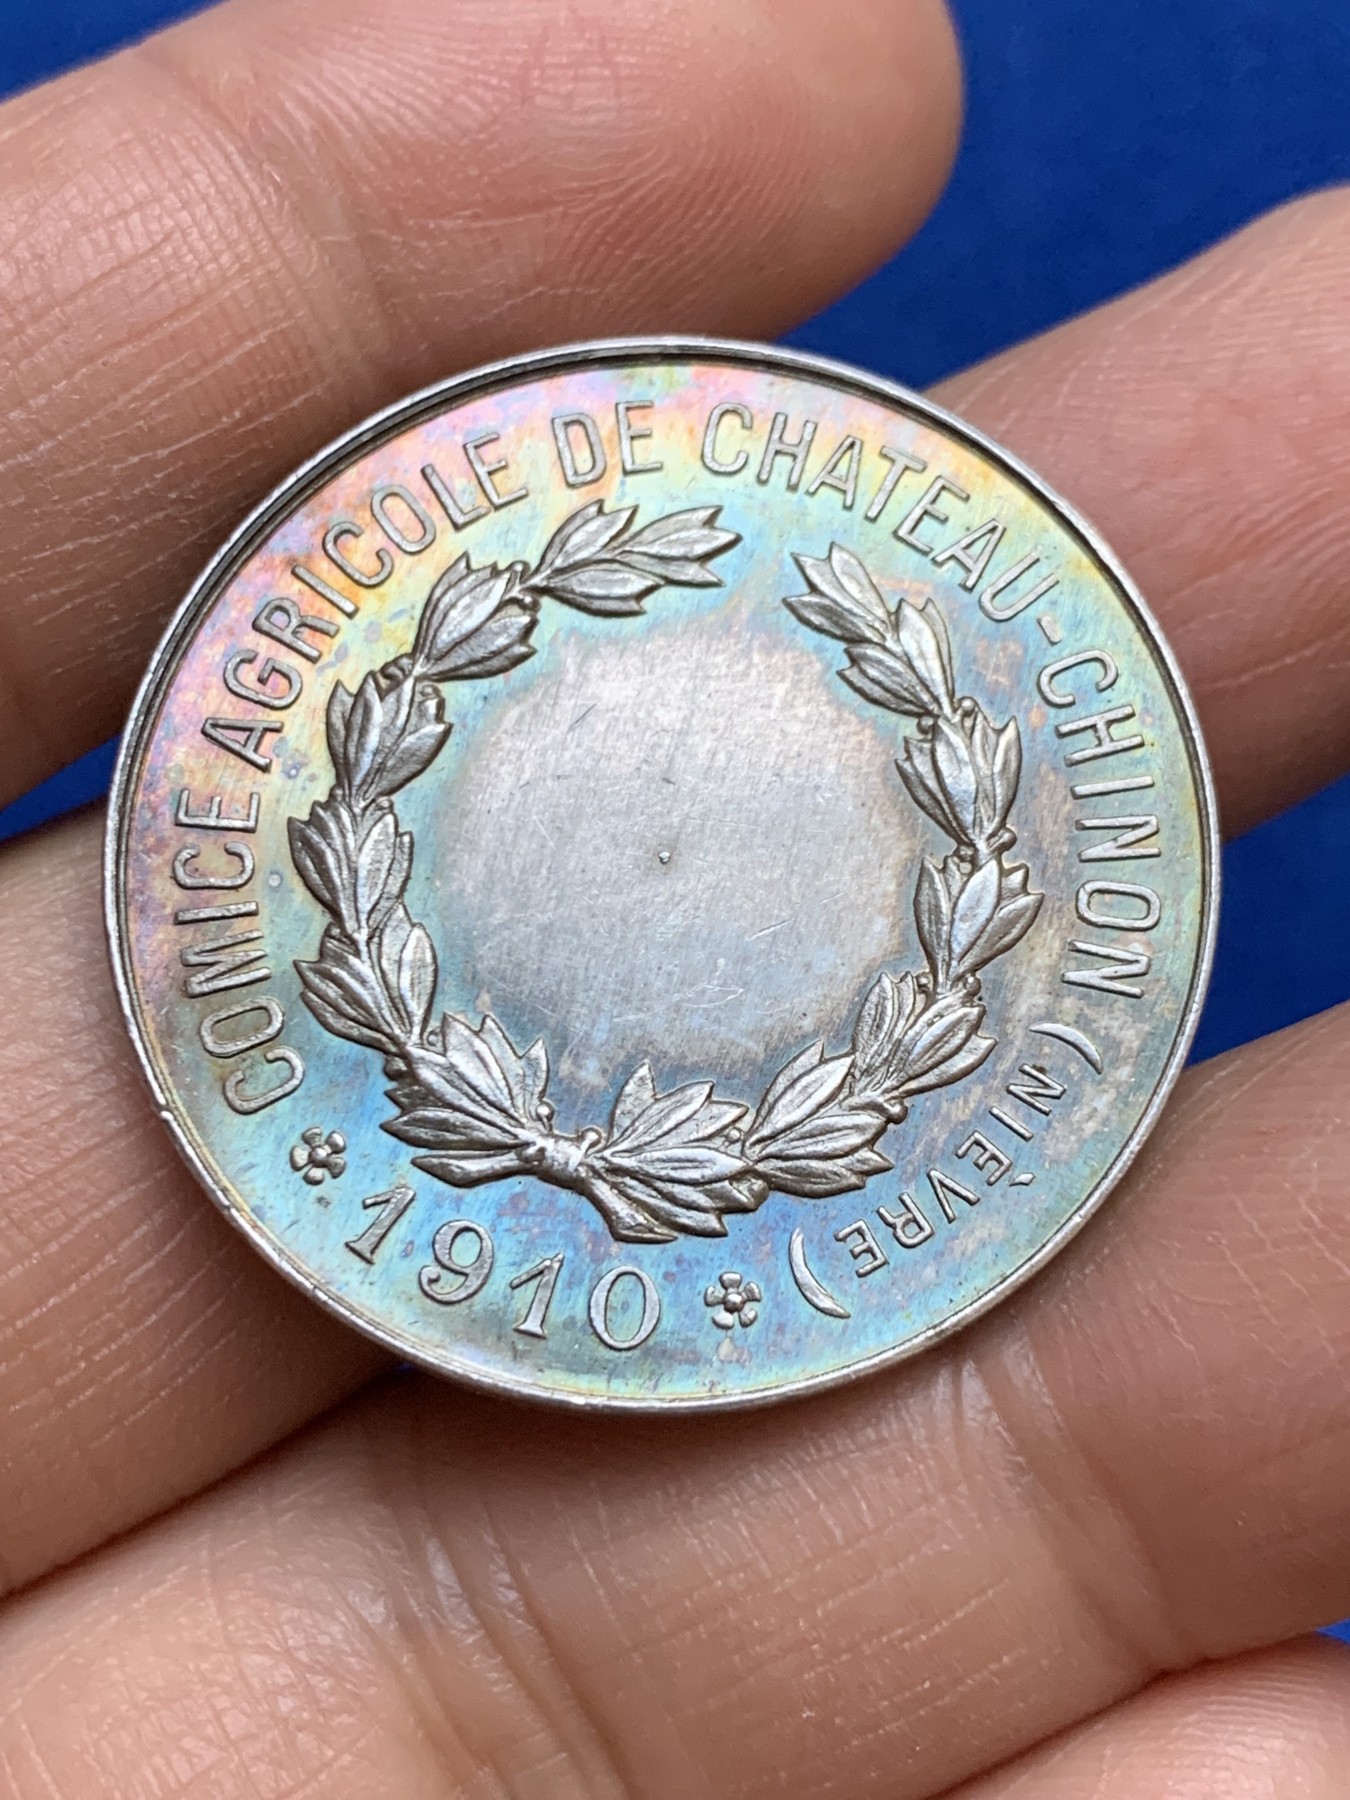 COMICE AGRICOLE DE CHATEAU-CHINON (NIÈVRE)
1910